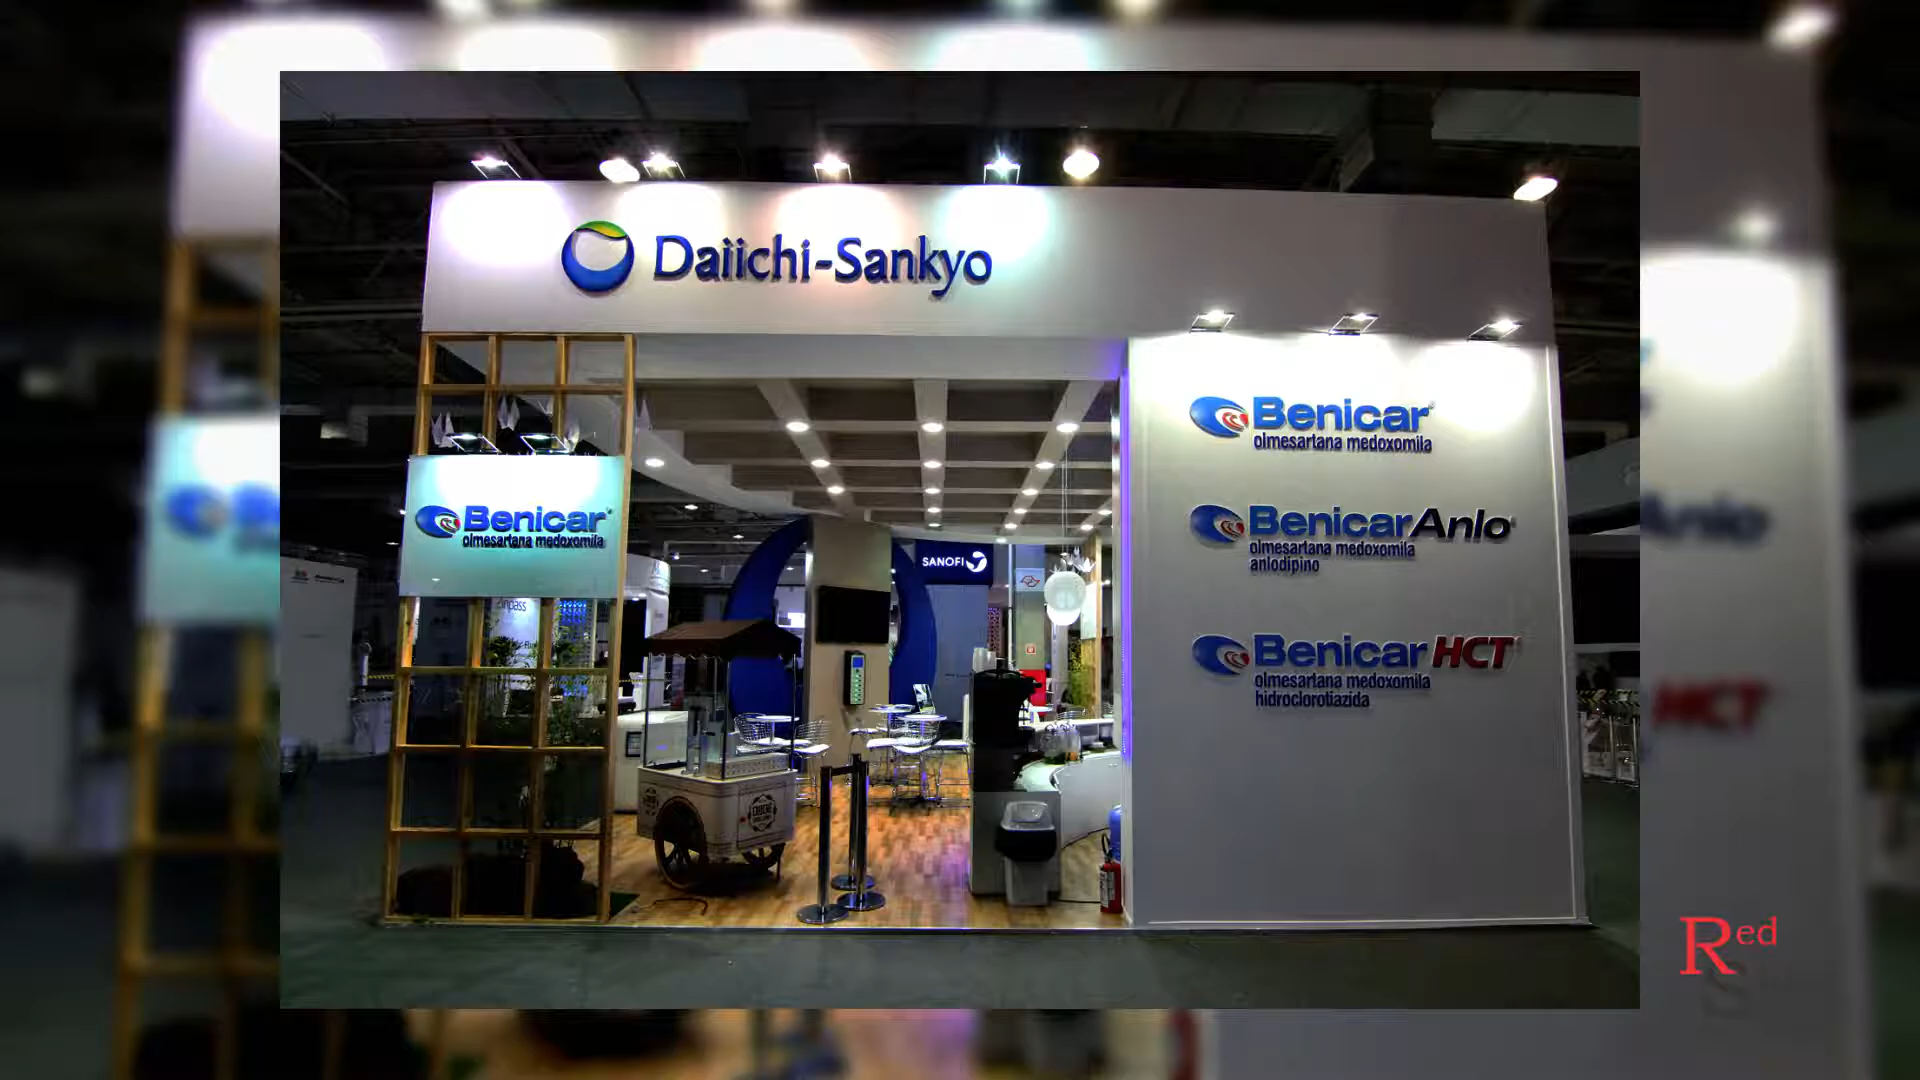 Daiichi-Sankyo
Benicar®
olmesartana medoxomila
Benicar®
olmesartana medoxomila
BenicarAnlo®
olmesartana medoxomila
anlodipino
Benicar HCT®
olmesartana medoxomila
hidroclorotiazida
SANOFI
Red